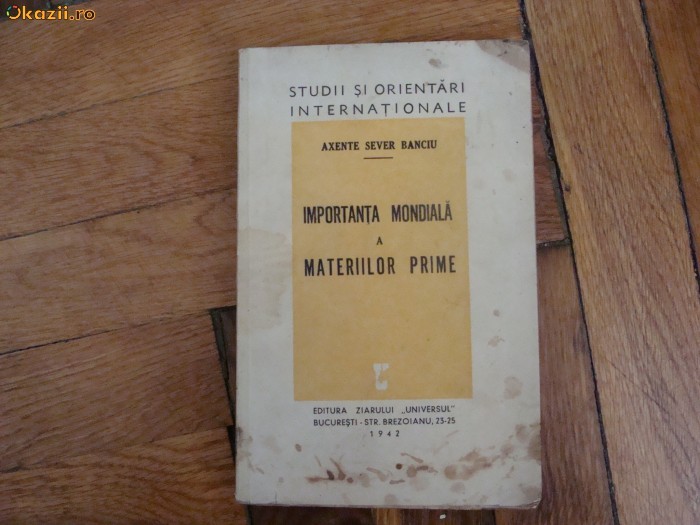 Okazii.ro
STUDII ȘI ORIENTĂRI
INTERNAȚIONALE
AXENTE SEVER BANCIU
IMPORTANȚA MONDIALĂ
A
MATERIILOR PRIME
EDITURA ZIARULUI „UNIVERSUL"
BUCUREȘTI - STR. BREZOIANU, 23-25
1942